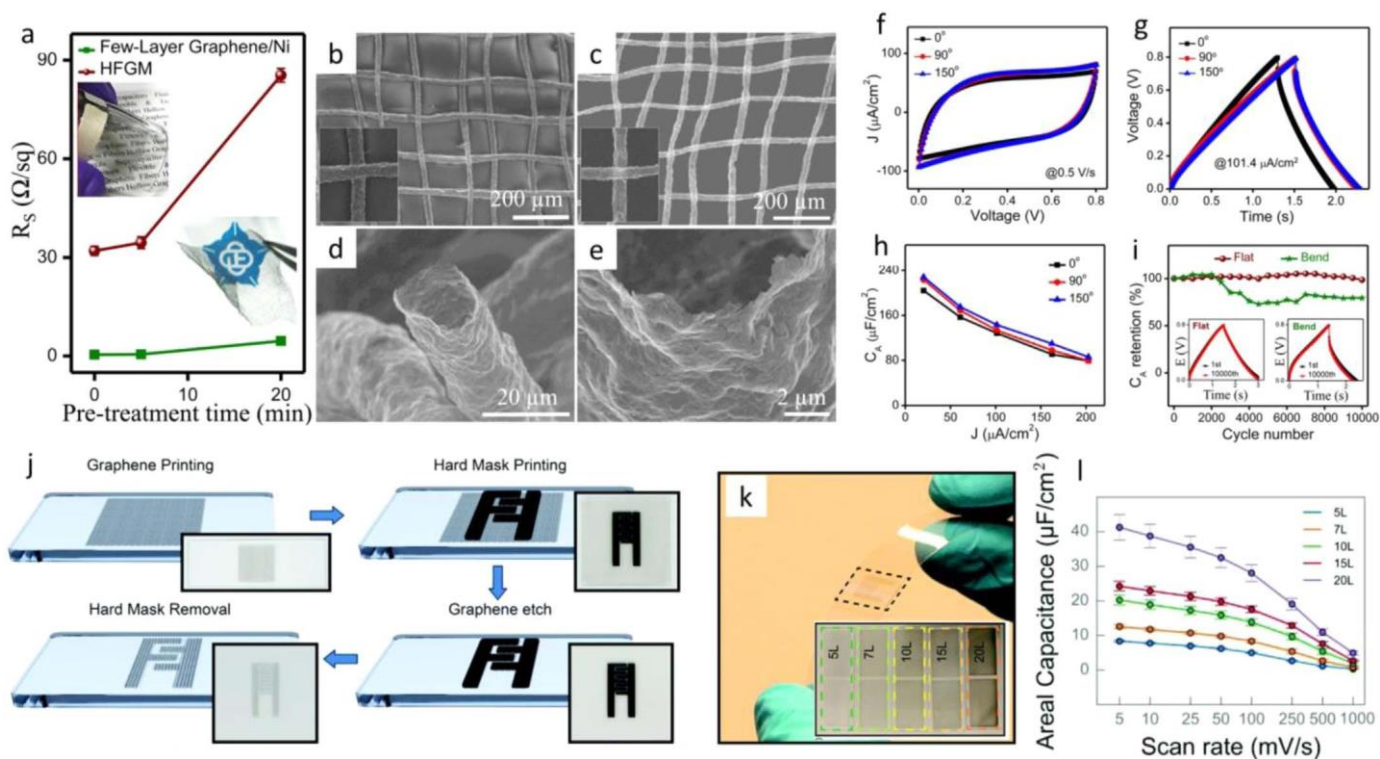 a
Few-Layer Graphene/Ni
HFGM
90
60
30
0
R_S (Ω/sq)
0
10
20
Pre-treatment time (min)
b
200 µm
c
200 µm
d
20 µm
e
2 µm
f
0°
90°
150°
100
0
-100
J (µA/cm²)
@0.5 V/s
0.0 0.2 0.4 0.6 0.8
Voltage (V)
g
0°
90°
150°
0.8
0.4
0.0
Voltage (V)
@101.4 µA/cm²
0.0 0.5 1.0 1.5 2.0
Time (s)
h
0°
90°
150°
240
160
80
0
C_A (µF/cm²)
0 50 100 150 200
J (µA/cm²)
i
Flat Bend
100
50
0
C_A retention (%)
Flat
E (V)
0.8
0.0
1st
10000th
Time (s)
Bend
E (V)
1st
10000th
Time (s)
0 2000 4000 6000 8000 10000
Cycle number
j
Graphene Printing
Hard Mask Printing
Hard Mask Removal
Graphene etch
k
5L
7L
10L
15L
20L
l
Areal Capacitance (µF/cm²)
40
30
20
10
0
5L
7L
10L
15L
20L
5 10 25 50 100 250 500 1000
Scan rate (mV/s)